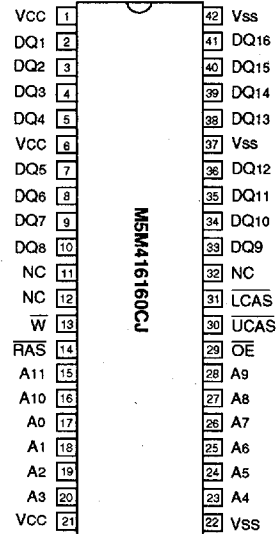 Vcc 1 42 Vss
DQ1 2 41 DQ16
DQ2 3 40 DQ15
DQ3 4 39 DQ14
DQ4 5 38 DQ13
Vcc 6 37 Vss
DQ5 7 36 DQ12
DQ6 8 35 DQ11
DQ7 9 34 DQ10
DQ8 10 33 DQ9
NC 11 32 NC
NC 12 31 LCAS
W 13 30 UCAS
RAS 14 29 OE
A11 15 28 A9
A10 16 27 A8
A0 17 26 A7
A1 18 25 A6
A2 19 24 A5
A3 20 23 A4
Vcc 21 22 Vss
M5M416160CJ